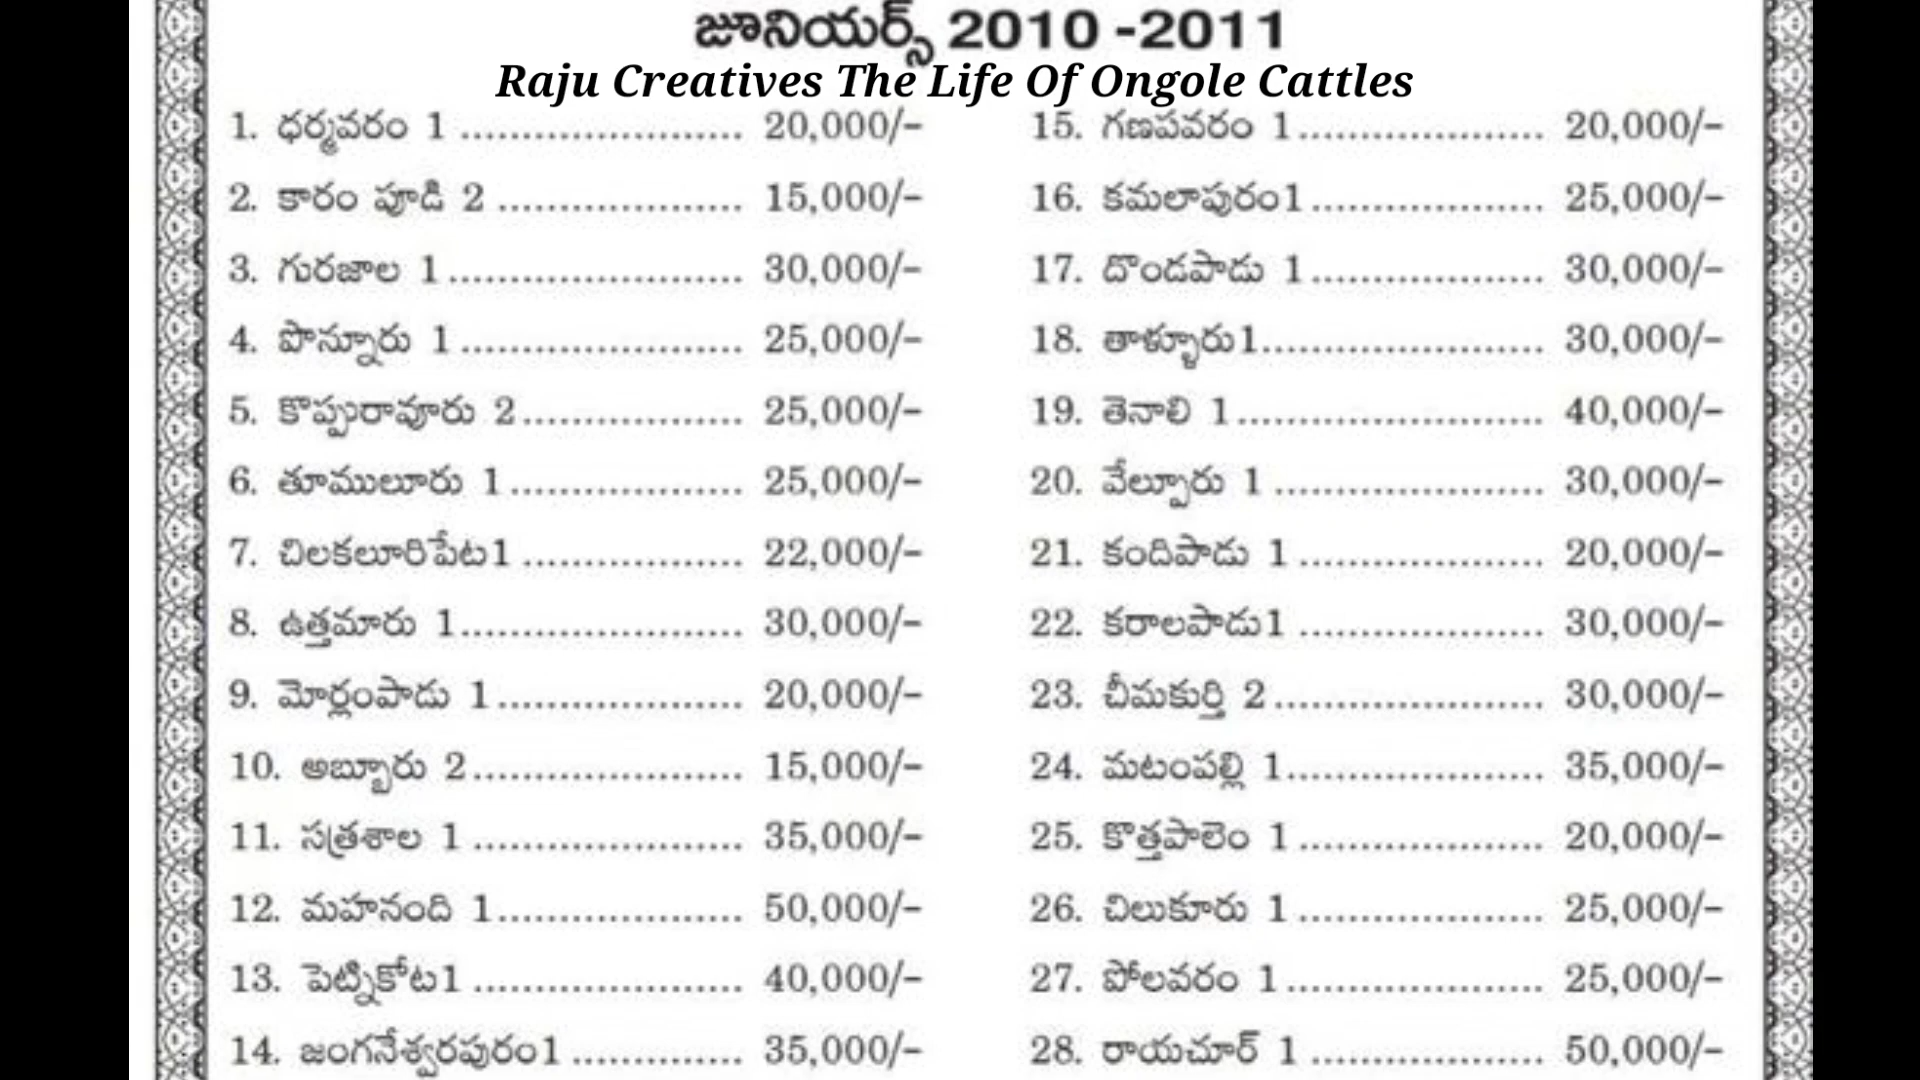 జూనియర్స్ 2010 -2011
Raju Creatives The Life Of Ongole Cattles
1. ధర్మవరం 1 ....................... 20,000/-
2. కారం పూడి 2 .................... 15,000/-
3. గురజాల 1 ........................ 30,000/-
4. పొన్నూరు 1 ....................... 25,000/-
5. కొప్పురావూరు 2 .................. 25,000/-
6. తూములూరు 1 ................... 25,000/-
7. చిలకలూరిపేట1 .................. 22,000/-
8. ఉత్తమారు 1 ....................... 30,000/-
9. మోర్లంపాడు 1 .................... 20,000/-
10. అబ్బూరు 2 ...................... 15,000/-
11. సత్రశాల 1 ...................... 35,000/-
12. మహనంది 1 .................... 50,000/-
13. పెట్నికోట1 ...................... 40,000/-
14. జంగనేశ్వరపురం1 .............. 35,000/-
15. గణపవరం 1 .................... 20,000/-
16. కమలాపురం1 ................... 25,000/-
17. దొండపాడు 1 ................... 30,000/-
18. తాళ్ళూరు1 ....................... 30,000/-
19. తెనాలి 1 ......................... 40,000/-
20. వేల్పూరు 1 ...................... 30,000/-
21. కందిపాడు 1 .................... 20,000/-
22. కరాలపాడు1 .................... 30,000/-
23. చీమకుర్తి 2 ...................... 30,000/-
24. మటంపల్లి 1 ..................... 35,000/-
25. కొత్తపాలెం 1 .................... 20,000/-
26. చిలుకూరు 1 .................... 25,000/-
27. పోలవరం 1 ..................... 25,000/-
28. రాయచూర్ 1 ................... 50,000/-